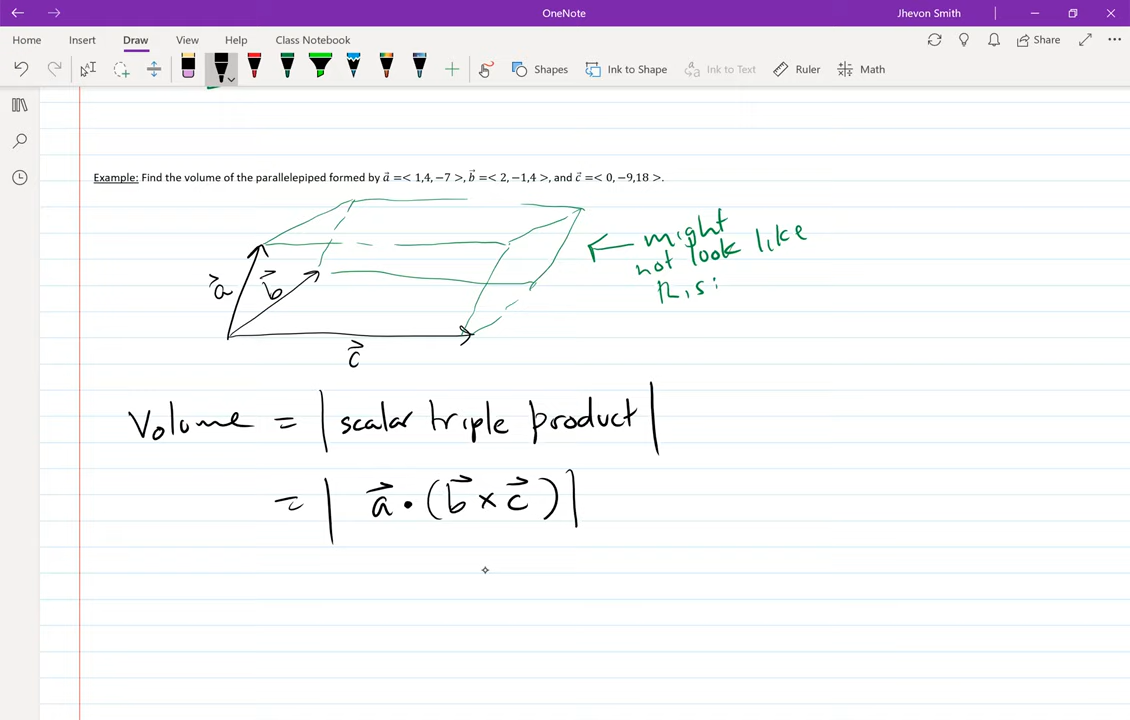 OneNote
Jhevon Smith
Home Insert Draw View Help Class Notebook
Share
Shapes Ink to Shape Ink to Text Ruler Math
Example: Find the volume of the parallelepiped formed by a⃗ =< 1,4, −7 >, b⃗ =< 2, −1,4 >, and c⃗ =< 0, −9,18 >.
might
not look like
this
a⃗
b⃗
c⃗
Volume = | scalar triple product |
= | a⃗ • (b⃗ × c⃗) |